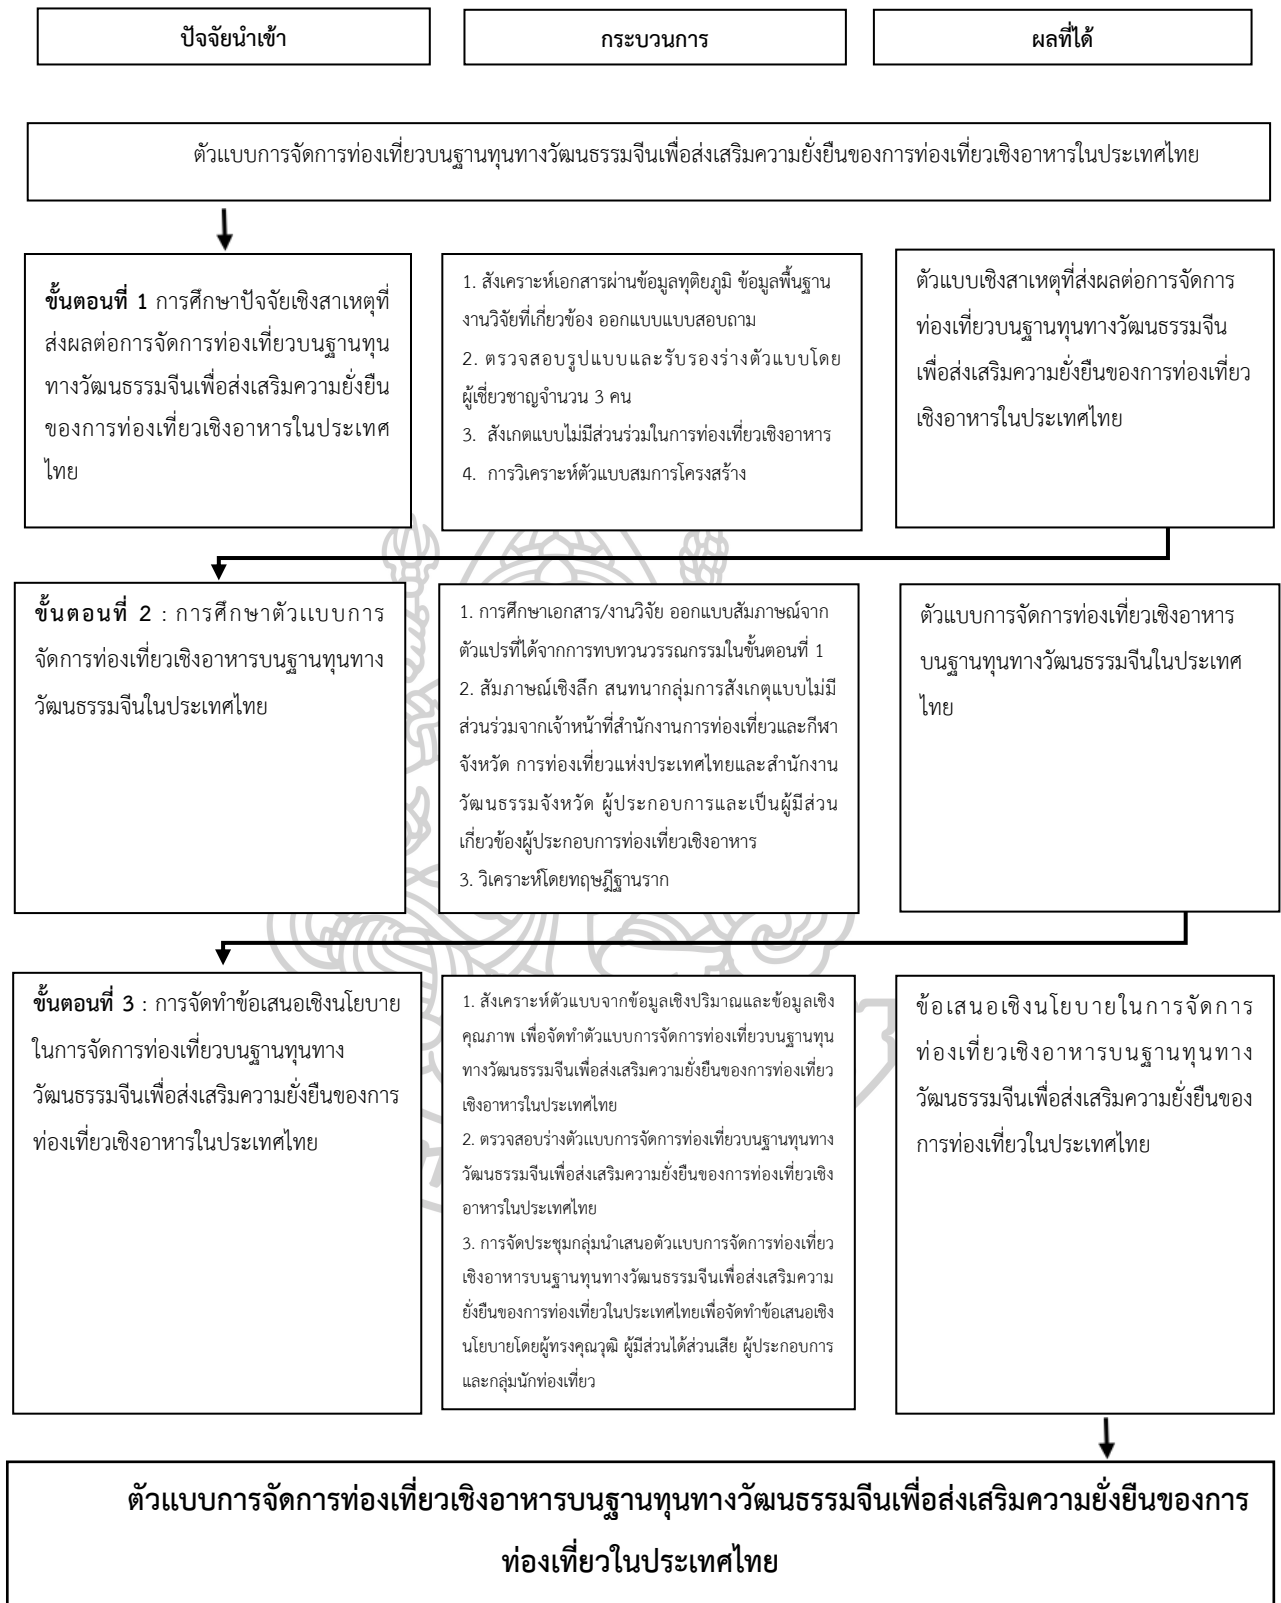 ปัจจัยนำเข้า
กระบวนการ
ผลที่ได้
ตัวแบบการจัดการท่องเที่ยวบนฐานทุนทางวัฒนธรรมจีนเพื่อส่งเสริมความยั่งยืนของการท่องเที่ยวเชิงอาหารในประเทศไทย
ขั้นตอนที่ 1 การศึกษาปัจจัยเชิงสาเหตุที่
ส่งผลต่อการจัดการท่องเที่ยวบนฐานทุน
ทางวัฒนธรรมจีนเพื่อส่งเสริมความยั่งยืน
ของการท่องเที่ยวเชิงอาหารในประเทศ
ไทย
1. สังเคราะห์เอกสารผ่านข้อมูลทุติยภูมิ ข้อมูลพื้นฐาน
งานวิจัยที่เกี่ยวข้อง ออกแบบแบบสอบถาม
2. ตรวจสอบรูปแบบและรับรองร่างตัวแบบโดย
ผู้เชี่ยวชาญจำนวน 3 คน
3. สังเกตแบบไม่มีส่วนร่วมในการท่องเที่ยวเชิงอาหาร
4. การวิเคราะห์ตัวแบบสมการโครงสร้าง
ตัวแบบเชิงสาเหตุที่ส่งผลต่อการจัดการ
ท่องเที่ยวบนฐานทุนทางวัฒนธรรมจีน
เพื่อส่งเสริมความยั่งยืนของการท่องเที่ยว
เชิงอาหารในประเทศไทย
ขั้นตอนที่ 2 : การศึกษาตัวแบบการ
จัดการท่องเที่ยวเชิงอาหารบนฐานทุนทาง
วัฒนธรรมจีนในประเทศไทย
1. การศึกษาเอกสาร/งานวิจัย ออกแบบสัมภาษณ์จาก
ตัวแปรที่ได้จากการทบทวนวรรณกรรมในขั้นตอนที่ 1
2. สัมภาษณ์เชิงลึก สนทนากลุ่มการสังเกตุแบบไม่มี
ส่วนร่วมจากเจ้าหน้าที่สำนักงานการท่องเที่ยวและกีฬา
จังหวัด การท่องเที่ยวแห่งประเทศไทยและสำนักงาน
วัฒนธรรมจังหวัด ผู้ประกอบการและเป็นผู้มีส่วน
เกี่ยวข้องผู้ประกอบการท่องเที่ยวเชิงอาหาร
3. วิเคราะห์โดยทฤษฎีฐานราก
ตัวแบบการจัดการท่องเที่ยวเชิงอาหาร
บนฐานทุนทางวัฒนธรรมจีนในประเทศ
ไทย
ขั้นตอนที่ 3 : การจัดทำข้อเสนอเชิงนโยบาย
ในการจัดการท่องเที่ยวบนฐานทุนทาง
วัฒนธรรมจีนเพื่อส่งเสริมความยั่งยืนของการ
ท่องเที่ยวเชิงอาหารในประเทศไทย
1. สังเคราะห์ตัวแบบจากข้อมูลเชิงปริมาณและข้อมูลเชิง
คุณภาพ เพื่อจัดทำตัวแบบการจัดการท่องเที่ยวบนฐานทุน
ทางวัฒนธรรมจีนเพื่อส่งเสริมความยั่งยืนของการท่องเที่ยว
เชิงอาหารในประเทศไทย
2. ตรวจสอบร่างตัวแบบการจัดการท่องเที่ยวบนฐานทุนทาง
วัฒนธรรมจีนเพื่อส่งเสริมความยั่งยืนของการท่องเที่ยวเชิง
อาหารในประเทศไทย
3. การจัดประชุมกลุ่มนำเสนอตัวแบบการจัดการท่องเที่ยว
เชิงอาหารบนฐานทุนทางวัฒนธรรมจีนเพื่อส่งเสริมความ
ยั่งยืนของการท่องเที่ยวในประเทศไทยเพื่อจัดทำข้อเสนอเชิง
นโยบายโดยผู้ทรงคุณวุฒิ ผู้มีส่วนได้ส่วนเสีย ผู้ประกอบการ
และกลุ่มนักท่องเที่ยว
ข้อเสนอเชิงนโยบายในการจัดการ
ท่องเที่ยวเชิงอาหารบนฐานทุนทาง
วัฒนธรรมจีนเพื่อส่งเสริมความยั่งยืนของ
การท่องเที่ยวในประเทศไทย
ตัวแบบการจัดการท่องเที่ยวเชิงอาหารบนฐานทุนทางวัฒนธรรมจีนเพื่อส่งเสริมความยั่งยืนของการ
ท่องเที่ยวในประเทศไทย